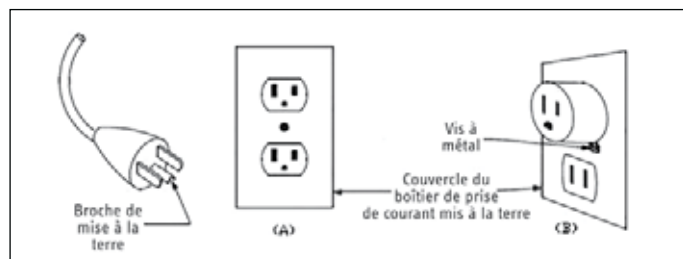 Broche de
mise à la
terre
(A)
Couvercle du
boîtier de prise
de courant mis à la terre
Vis à
métal
(B)